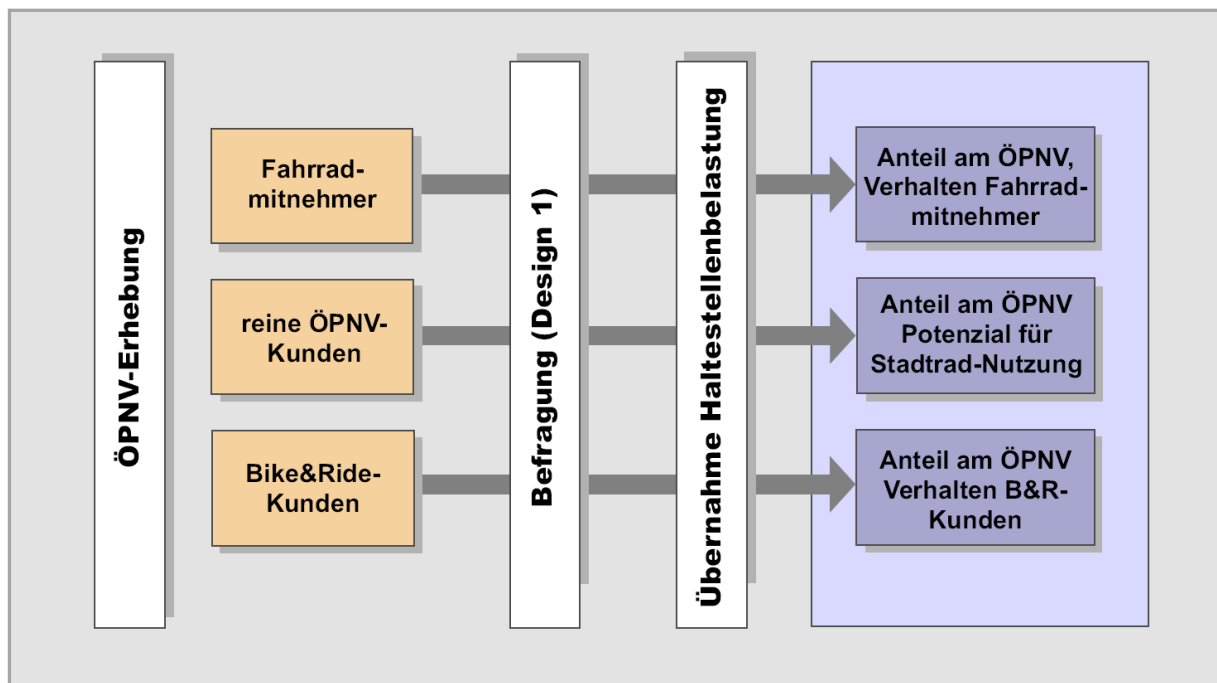 ÖPNV-Erhebung
Fahrrad-
mitnehmer
reine ÖPNV-
Kunden
Bike&Ride-
Kunden
Befragung (Design 1)
Übernahme Haltestellenbelastung
Anteil am ÖPNV,
Verhalten Fahrrad-
mitnehmer
Anteil am ÖPNV
Potenzial für
Stadtrad-Nutzung
Anteil am ÖPNV
Verhalten B&R-
Kunden